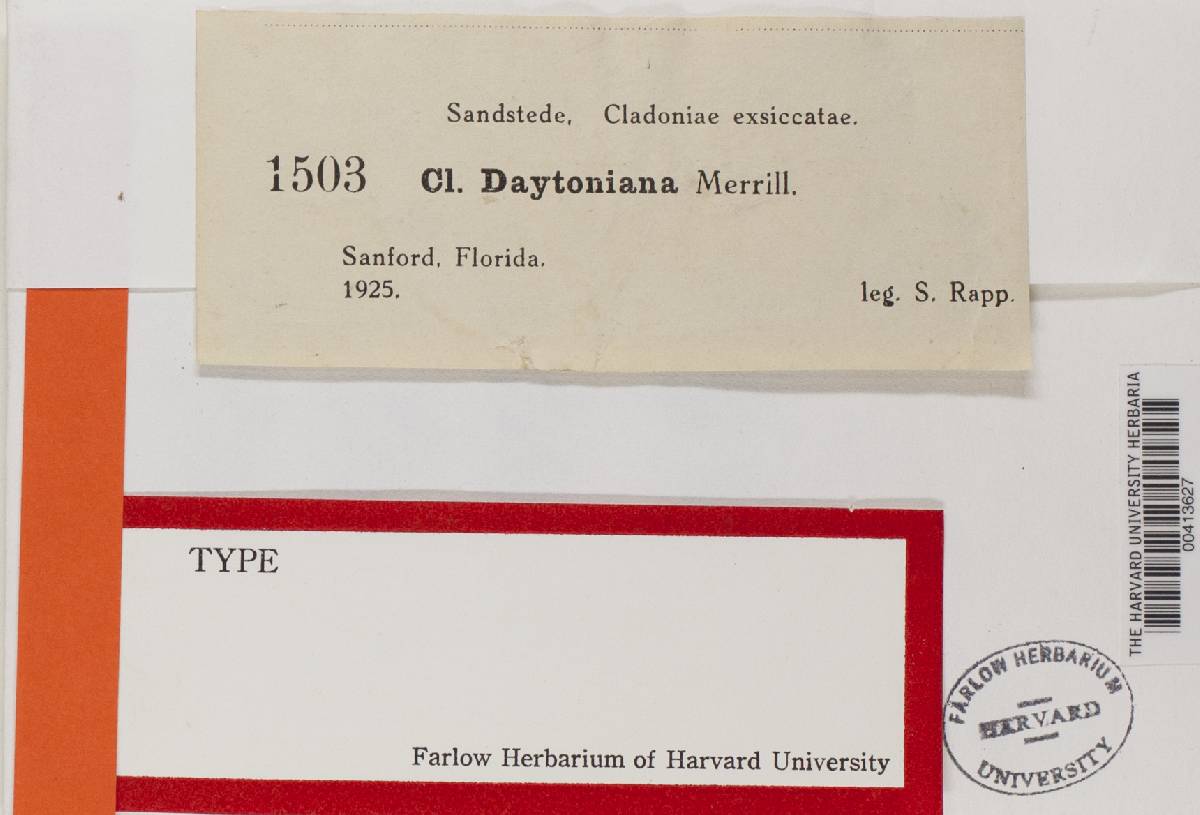 Sandstede, Cladoniae exsiccatae.
1503 Cl. Daytoniana Merrill.
Sanford, Florida.
1925.
leg. S. Rapp.
THE HARVARD UNIVERSITY HERBARIA
00413627
TYPE
Farlow Herbarium of Harvard University
FARLOW HERBARIUM
HARVARD
UNIVERSITY